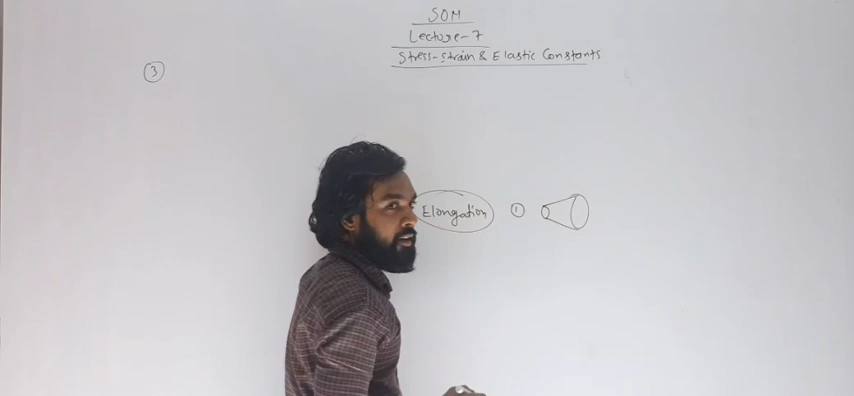 SOM
Lecture-7
Stress-strain & Elastic Constants
3
Elongation 1